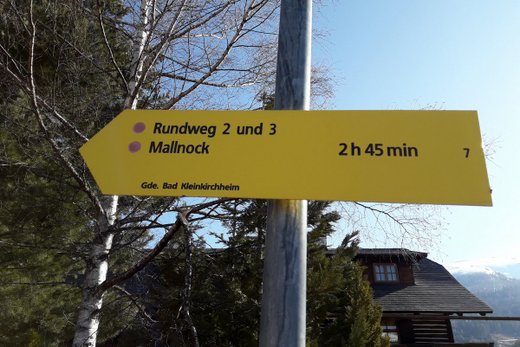 Rundweg 2 und 3
Mallnock 2 h 45 min 7
Gde. Bad Kleinkirchheim